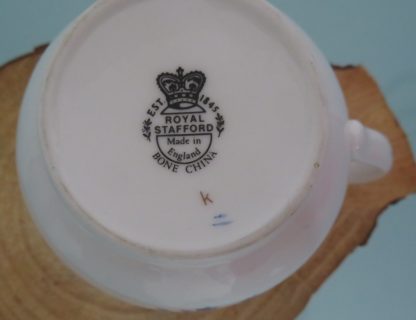 EST. 1845
ROYAL
STAFFORD
Made in
England
BONE CHINA
k